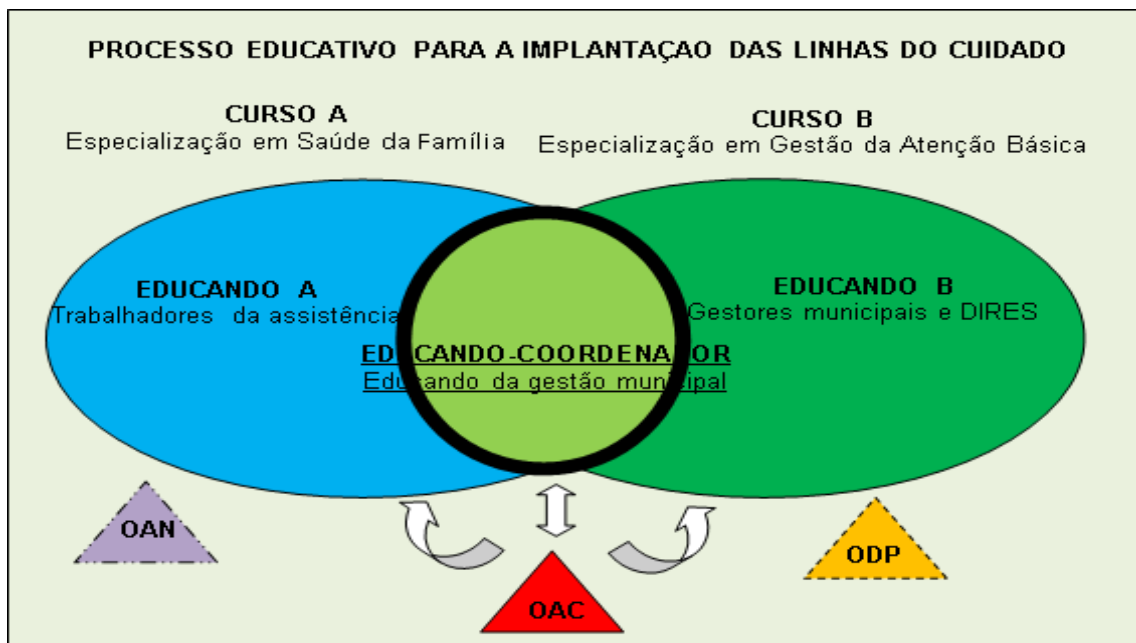 PROCESSO EDUCATIVO PARA A IMPLANTAÇAO DAS LINHAS DO CUIDADO
CURSO A
Especialização em Saúde da Família
CURSO B
Especialização em Gestão da Atenção Básica
EDUCANDO A
Trabalhadores da assistência
EDUCANDO B
Gestores municipais e DIRES
EDUCANDO-COORDENADOR
Educando da gestão municipal
OAN
OAC
ODP